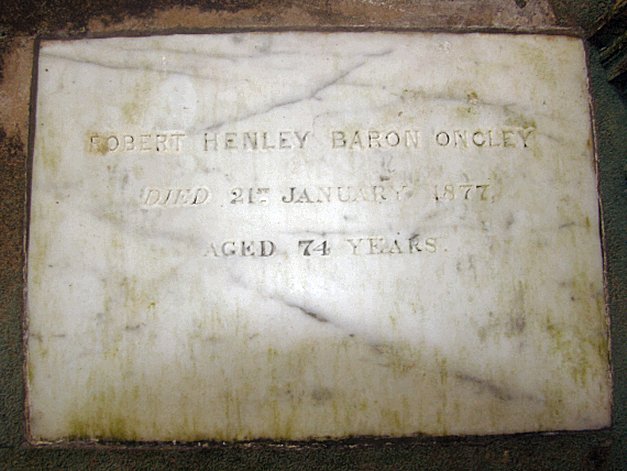 ROBERT HENLEY BARON ONGLEY
DIED 21ST JANUARY 1877,
AGED 74 YEARS.